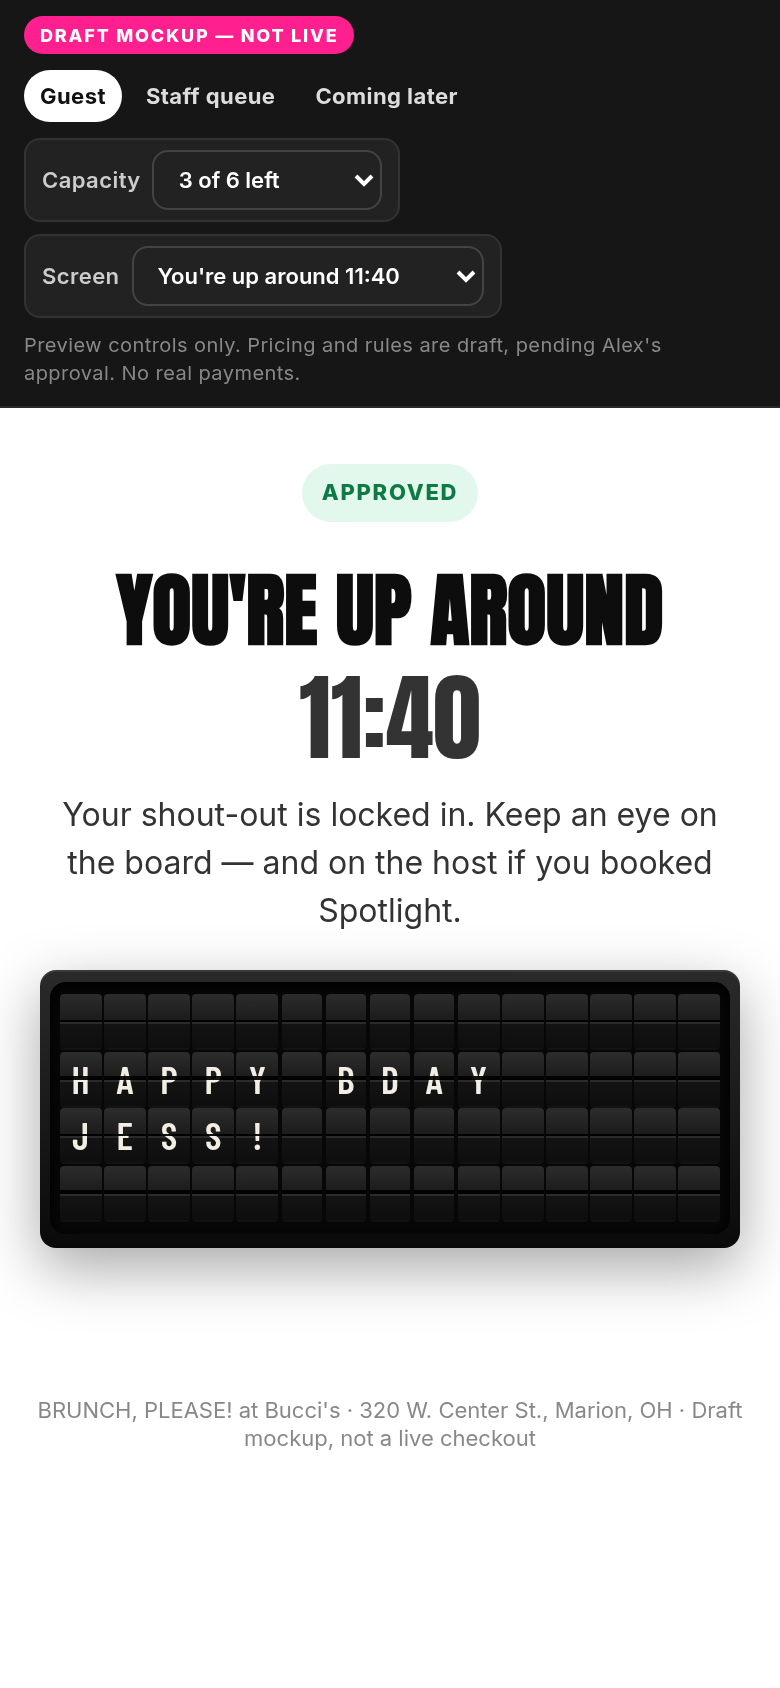 DRAFT MOCKUP — NOT LIVE
Guest Staff queue Coming later
Capacity 3 of 6 left
Screen You're up around 11:40
Preview controls only. Pricing and rules are draft, pending Alex's
approval. No real payments.
APPROVED
YOU'RE UP AROUND
11:40
Your shout-out is locked in. Keep an eye on
the board — and on the host if you booked
Spotlight.
HAPPY BDAY
JESS!
BRUNCH, PLEASE! at Bucci's · 320 W. Center St., Marion, OH · Draft
mockup, not a live checkout